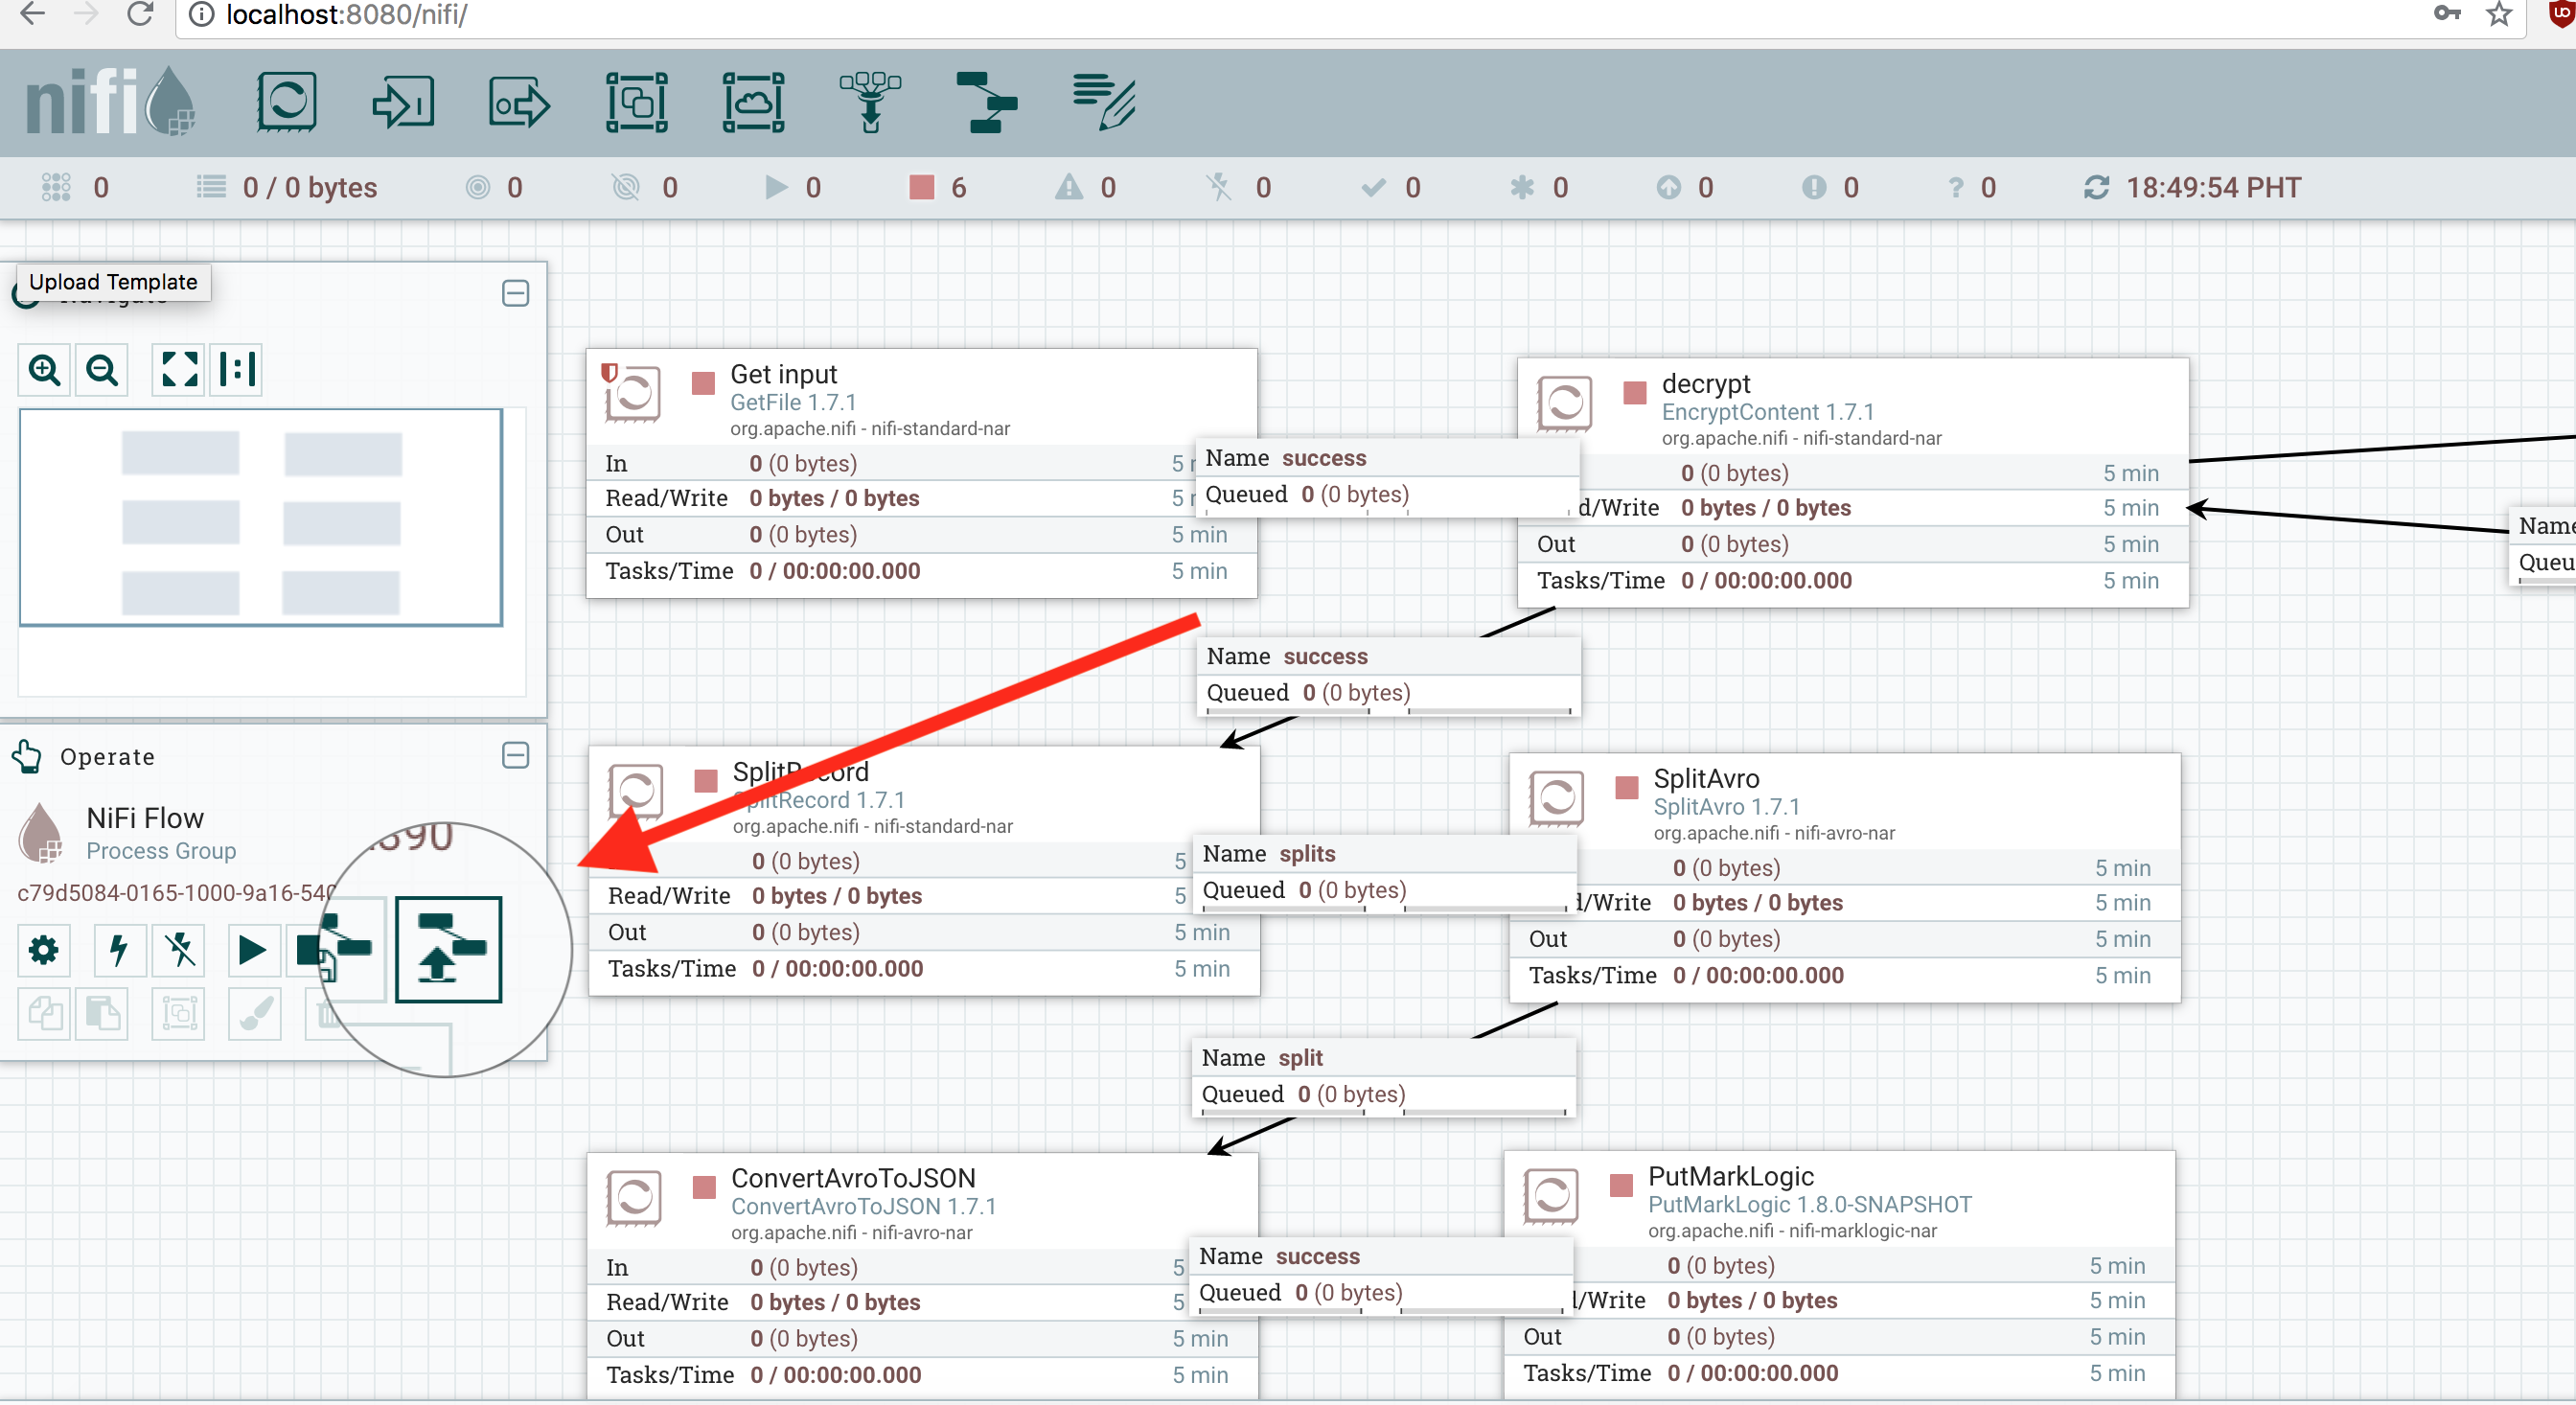 localhost:8080/nifi/
nifi
0
0 / 0 bytes
0
0
0
6
0
0
0
0
0
0
0
18:49:54 PHT
Upload Template
Operate
NiFi Flow
Process Group
c79d5084-0165-1000-9a16-540
390
Get input
GetFile 1.7.1
org.apache.nifi - nifi-standard-nar
In 0 (0 bytes) 5
Read/Write 0 bytes / 0 bytes 5
Out 0 (0 bytes) 5 min
Tasks/Time 0 / 00:00:00.000 5 min
Name success
Queued 0 (0 bytes)
decrypt
EncryptContent 1.7.1
org.apache.nifi - nifi-standard-nar
0 (0 bytes) 5 min
d/Write 0 bytes / 0 bytes 5 min
Out 0 (0 bytes) 5 min
Tasks/Time 0 / 00:00:00.000 5 min
Name
Queu
Name success
Queued 0 (0 bytes)
SplitRecord
SplitRecord 1.7.1
org.apache.nifi - nifi-standard-nar
0 (0 bytes) 5
Read/Write 0 bytes / 0 bytes 5
Out 0 (0 bytes) 5 min
Tasks/Time 0 / 00:00:00.000 5 min
Name splits
Queued 0 (0 bytes)
SplitAvro
SplitAvro 1.7.1
org.apache.nifi - nifi-avro-nar
0 (0 bytes) 5 min
d/Write 0 bytes / 0 bytes 5 min
Out 0 (0 bytes) 5 min
Tasks/Time 0 / 00:00:00.000 5 min
Name split
Queued 0 (0 bytes)
ConvertAvroToJSON
ConvertAvroToJSON 1.7.1
org.apache.nifi - nifi-avro-nar
In 0 (0 bytes) 5
Read/Write 0 bytes / 0 bytes 5
Out 0 (0 bytes) 5 min
Tasks/Time 0 / 00:00:00.000 5 min
Name success
Queued 0 (0 bytes)
PutMarkLogic
PutMarkLogic 1.8.0-SNAPSHOT
org.apache.nifi - nifi-marklogic-nar
0 (0 bytes) 5 min
d/Write 0 bytes / 0 bytes 5 min
Out 0 (0 bytes) 5 min
Tasks/Time 0 / 00:00:00.000 5 min